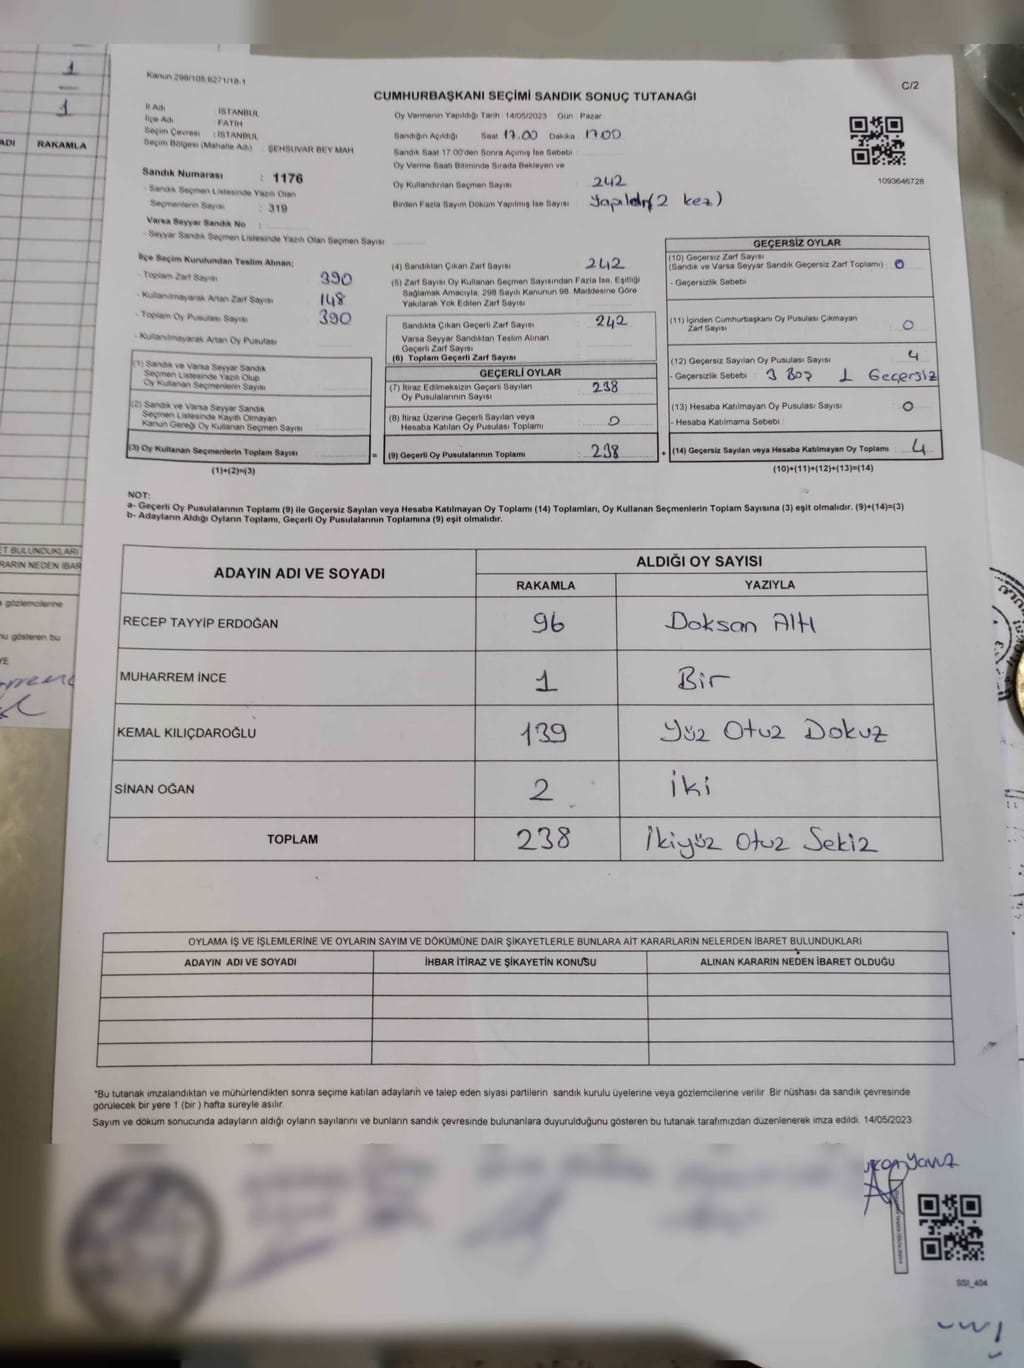 1
1
ADI RAKAMLA
Kanun 298/105,6271/18-1
C/2
CUMHURBAŞKANI SEÇİMİ SANDIK SONUÇ TUTANAĞI
İl Adı : İSTANBUL
İlçe Adı : FATİH
Seçim Çevresi : İSTANBUL
Seçim Bölgesi (Mahalle Adı) : ŞEHSUVAR BEY MAH
Sandık Numarası : 1176
- Sandık Seçmen Listesinde Yazılı Olan
Seçmenlerin Sayısı : 319
Varsa Seyyar Sandık No :
- Seyyar Sandık Seçmen Listesinde Yazılı Olan Seçmen Sayısı
Oy Vermenin Yapıldığı Tarih 14/05/2023 Gün Pazar
Sandığın Açıldığı Saat 17.00 Dakika 17.00
Sandık Saat 17:00'den Sonra Açımış İse Sebebi
Oy Verme Saati Bitiminde Sırada Bekleyen ve
Oy Kullandırılan Seçmen Sayısı : 242
Birden Fazla Sayım Döküm Yapılmış İse Sayısı : Yapıldı (2 kez)
1093646728
İlçe Seçim Kurulundan Teslim Alınan;
- Toplam Zarf Sayısı 390
- Kullanılmayarak Artan Zarf Sayısı 148
- Toplam Oy Pusulası Sayısı 390
- Kullanılmayarak Artan Oy Pusulası
(1) Sandık ve Varsa Seyyar Sandık
Seçmen Listesinde Yazılı Olup
Oy Kullanan Seçmenlerin Sayısı
(2) Sandık ve Varsa Seyyar Sandık
Seçmen Listesinde Kayıtlı Olmayan
Kanun Gereği Oy Kullanan Seçmen Sayısı
(3) Oy Kullanan Seçmenlerin Toplam Sayısı =
(1)+(2)=(3)
(4) Sandıktan Çıkan Zarf Sayısı : 242
(5) Zarf Sayısı Oy Kullanan Seçmen Sayısından Fazla İse, Eşitliği
Sağlamak Amacıyla, 298 Sayılı Kanunun 98. Maddesine Göre
Yakılarak Yok Edilen Zarf Sayısı
Sandıkta Çıkan Geçerli Zarf Sayısı : 242
Varsa Seyyar Sandıktan Teslim Alınan
Geçerli Zarf Sayısı
(6) Toplam Geçerli Zarf Sayısı
GEÇERLİ OYLAR
(7) İtiraz Edilmeksizin Geçerli Sayılan
Oy Pusulalarının Sayısı : 238
(8) İtiraz Üzerine Geçerli Sayılan veya
Hesaba Katılan Oy Pusulası Toplamı : 0
(9) Geçerli Oy Pusulalarının Toplamı : 238 +
GEÇERSİZ OYLAR
(10) Geçersiz Zarf Sayısı
(Sandık ve Varsa Seyyar Sandık Geçersiz Zarf Toplamı) : 0
- Geçersizlik Sebebi
(11) İçinden Cumhurbaşkanı Oy Pusulası Çıkmayan
Zarf Sayısı 0
(12) Geçersiz Sayılan Oy Pusulası Sayısı : 4
- Geçersizlik Sebebi : 3 Boş 1 Geçersiz
(13) Hesaba Katılmayan Oy Pusulası Sayısı : 0
- Hesaba Katılmama Sebebi
(14) Geçersiz Sayılan veya Hesaba Katılmayan Oy Toplamı : 4
(10)+(11)+(12)+(13)=(14)
NOT:
a- Geçerli Oy Pusulalarının Toplamı (9) ile Geçersiz Sayılan veya Hesaba Katılmayan Oy Toplamı (14) Toplamları, Oy Kullanan Seçmenlerin Toplam Sayısına (3) eşit olmalıdır. (9)+(14)=(3)
b- Adayların Aldığı Oyların Toplamı, Geçerli Oy Pusulalarının Toplamına (9) eşit olmalıdır.
ADAYIN ADI VE SOYADI ALDIĞI OY SAYISI
RAKAMLA YAZIYLA
RECEP TAYYİP ERDOĞAN 96 Doksan Altı
MUHARREM İNCE 1 Bir
KEMAL KILIÇDAROĞLU 139 Yüz Otuz Dokuz
SİNAN OĞAN 2 İki
TOPLAM 238 İkiyüz Otuz Sekiz
OYLAMA İŞ VE İŞLEMLERİNE VE OYLARIN SAYIM VE DÖKÜMÜNE DAİR ŞİKAYETLERLE BUNLARA AİT KARARLARIN NELERDEN İBARET BULUNDUKLARI
ADAYIN ADI VE SOYADI İHBAR İTİRAZ VE ŞİKAYETİN KONUSU ALINAN KARARIN NEDEN İBARET OLDUĞU
*Bu tutanak imzalandıktan ve mühürlendikten sonra seçime katılan adayların ve talep eden siyasi partilerin sandık kurulu üyelerine veya gözlemcilerine verilir. Bir nüshası da sandık çevresinde
görülecek bir yere 1 (bir ) hafta süreyle asılır.
Sayım ve döküm sonucunda adayların aldığı oyların sayılarını ve bunların sandık çevresinde bulunanlara duyurulduğunu gösteren bu tutanak tarafımızdan düzenlenerek imza edildi. 14/05/2023
ET BULUNDUKLARI
RARIN NEDEN İBAR
gözlemcilerine
nu gösteren bu
YE
Yavuz
SSI_404